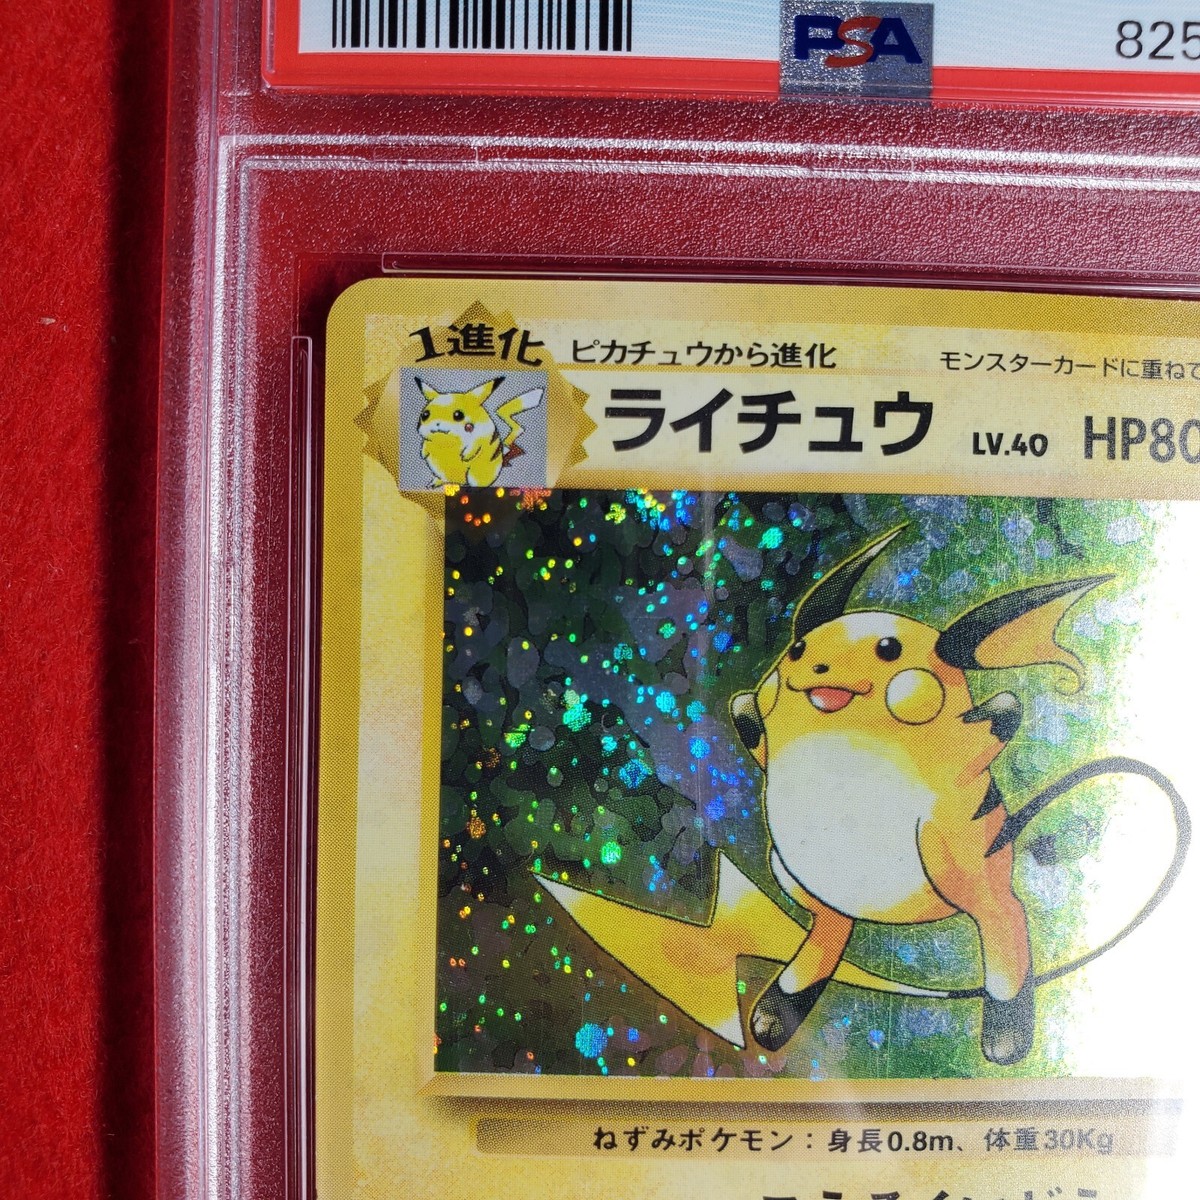 PSA
825
1進化 ピカチュウから進化 モンスターカードに重ねて
ライチュウ LV.40 HP80
ねずみポケモン：身長0.8m、体重30Kg